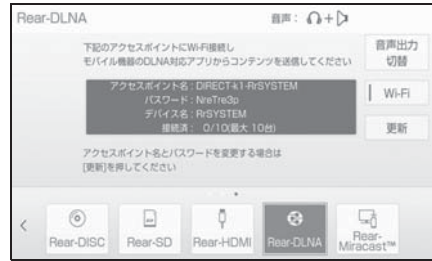 Rear-DLNA
音声:
下記のアクセスポイントにWi-Fi接続し
モバイル機器のDLNA対応アプリからコンテンツを送信してください
音声出力
切替
アクセスポイント名 : DIRECT-k1-RrSYSTEM
パスワード : NreTre3p
デバイス名 : RrSYSTEM
接続済 : 0/10(最大 10台)
Wi-Fi
更新
アクセスポイント名とパスワードを変更する場合は
[更新]を押してください
Rear-DISC
Rear-SD
Rear-HDMI
Rear-DLNA
Rear-
Miracast™